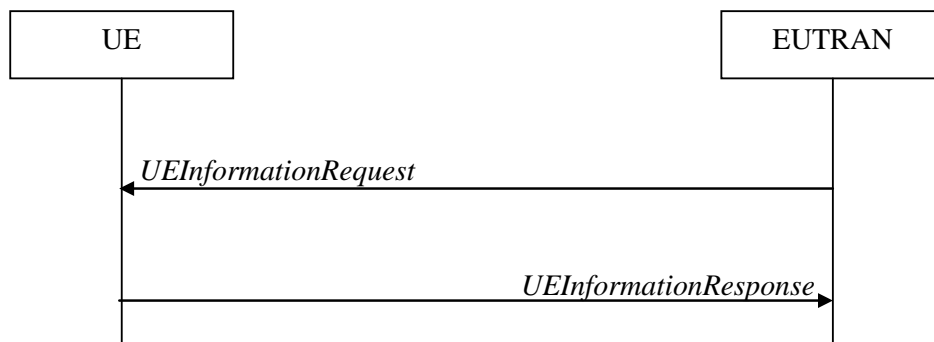 UE
EUTRAN
UEInformationRequest
UEInformationResponse